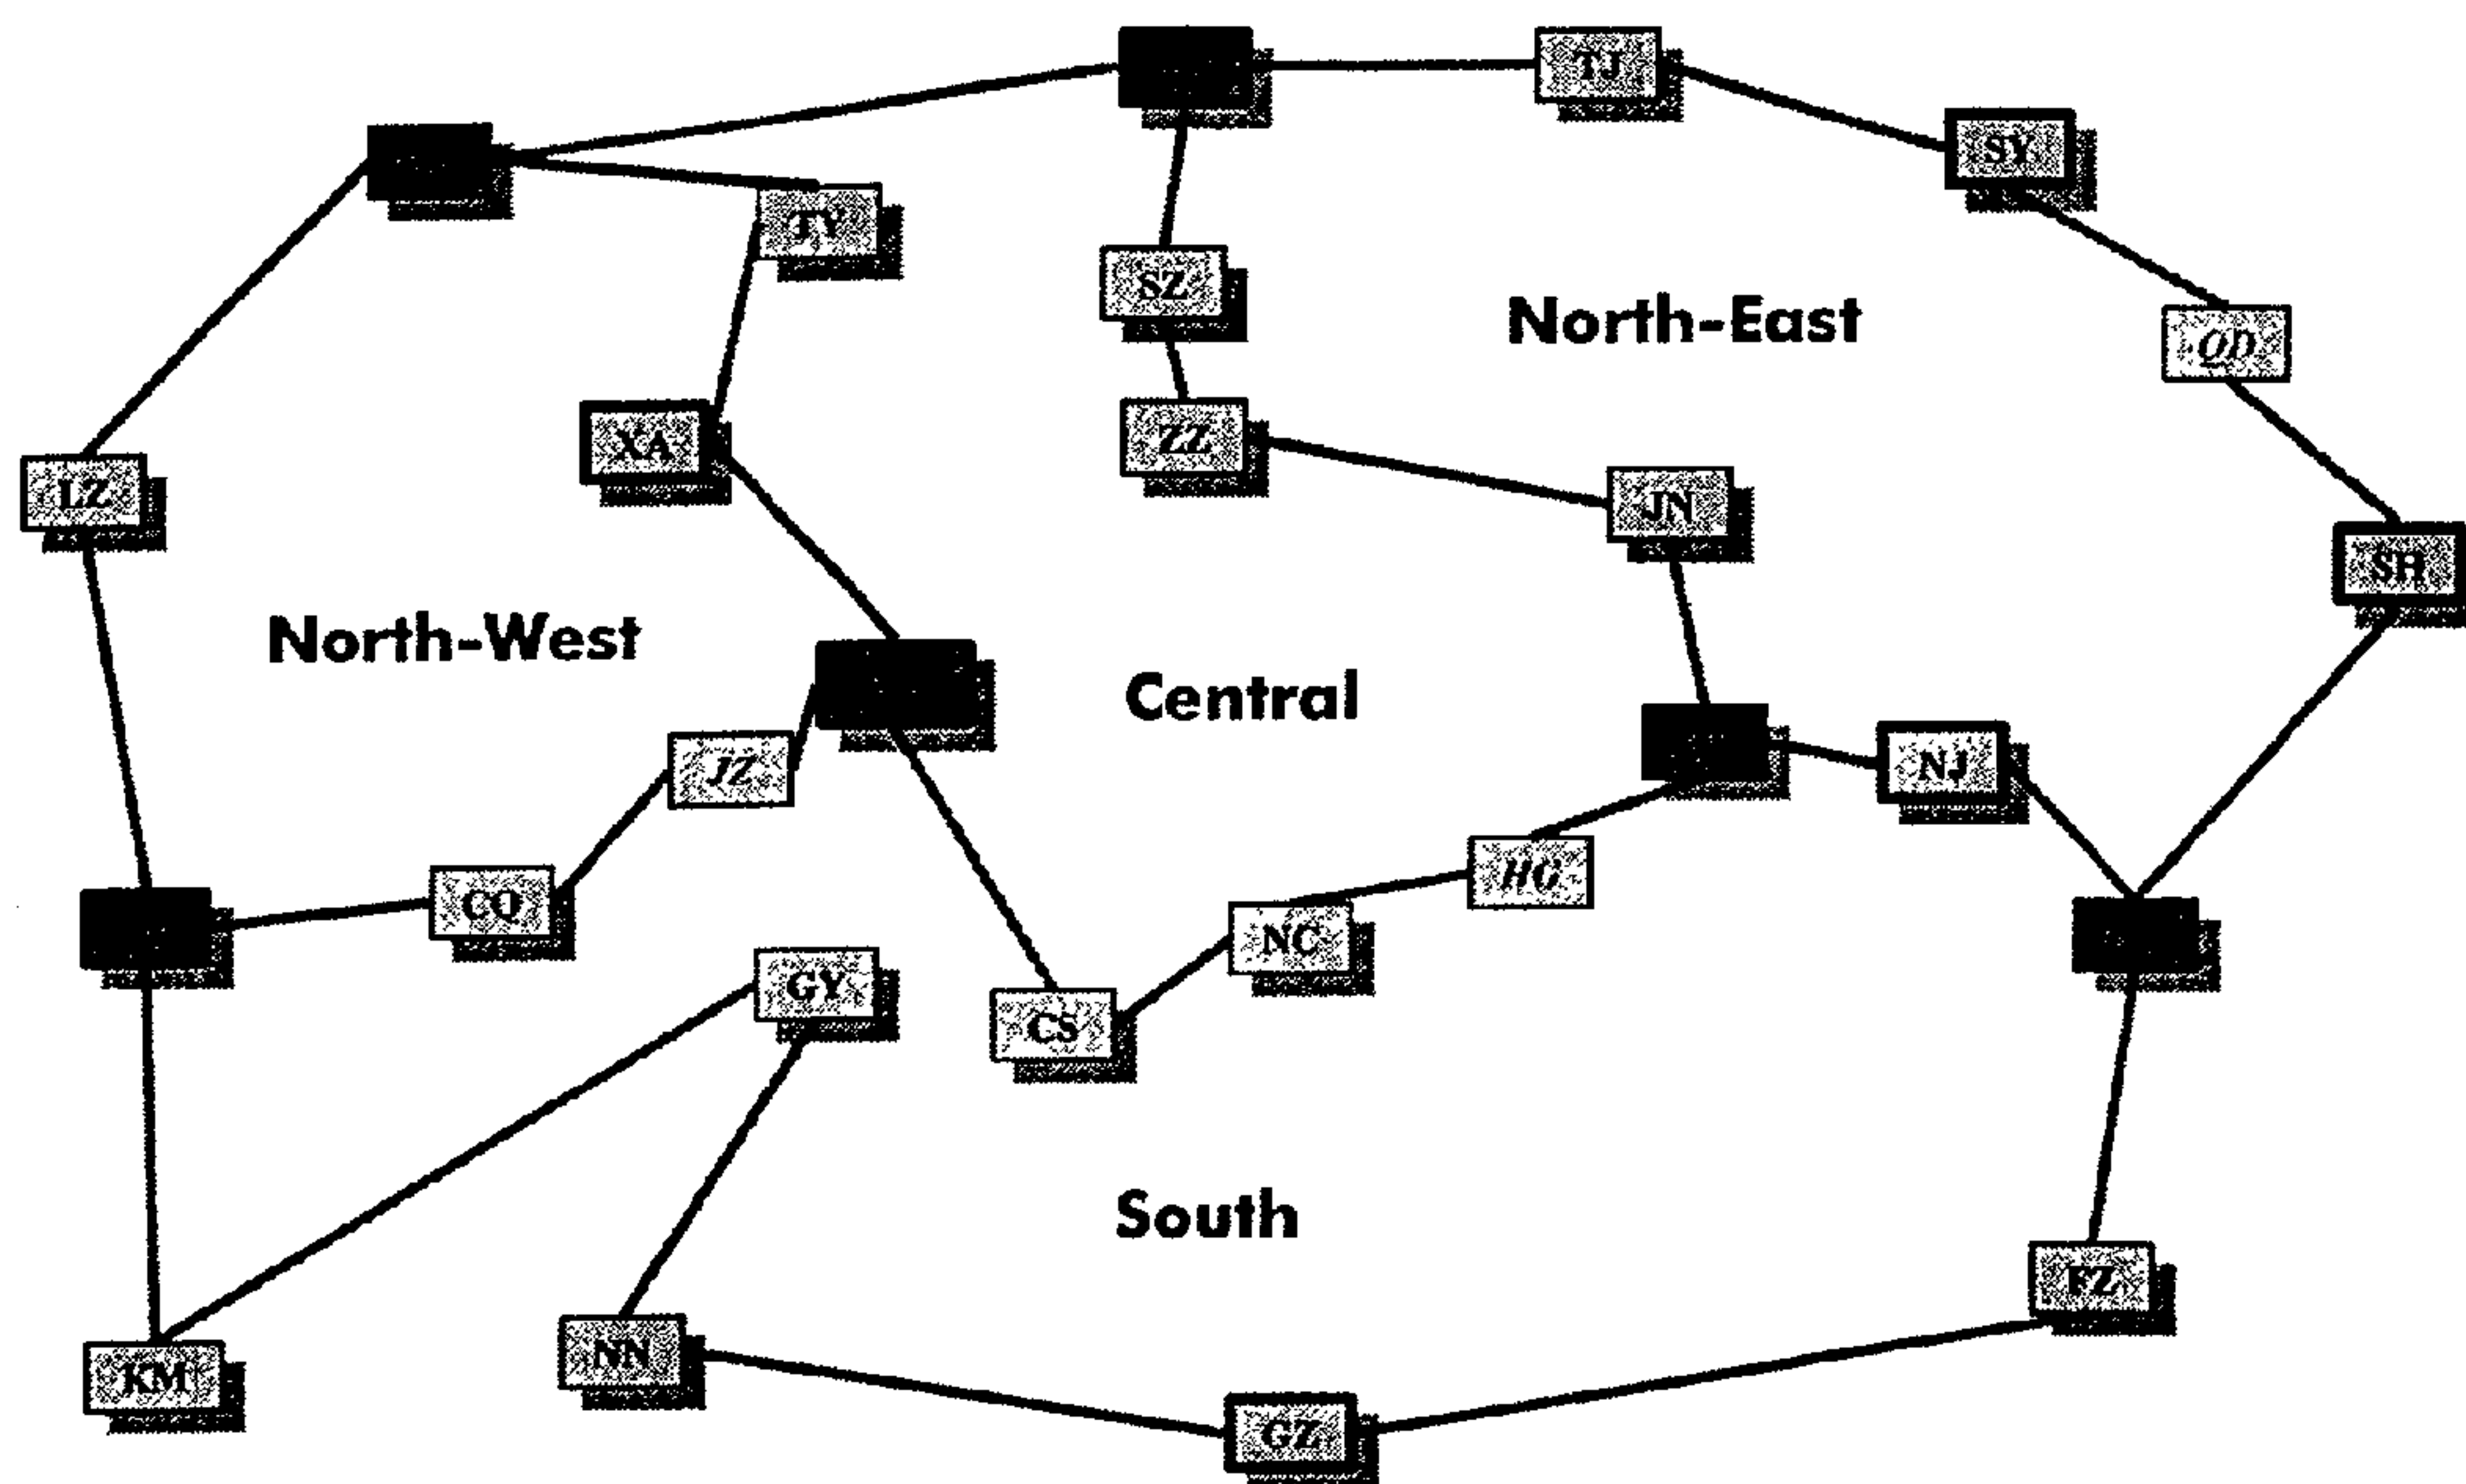 TJ
SY
TY
SZ
North-East
QD
XA
ZZ
LZ
JN
SH
North-West
Central
JZ
NJ
HG
CQ
NC
GY
CS
South
FZ
NN
KM
GZ